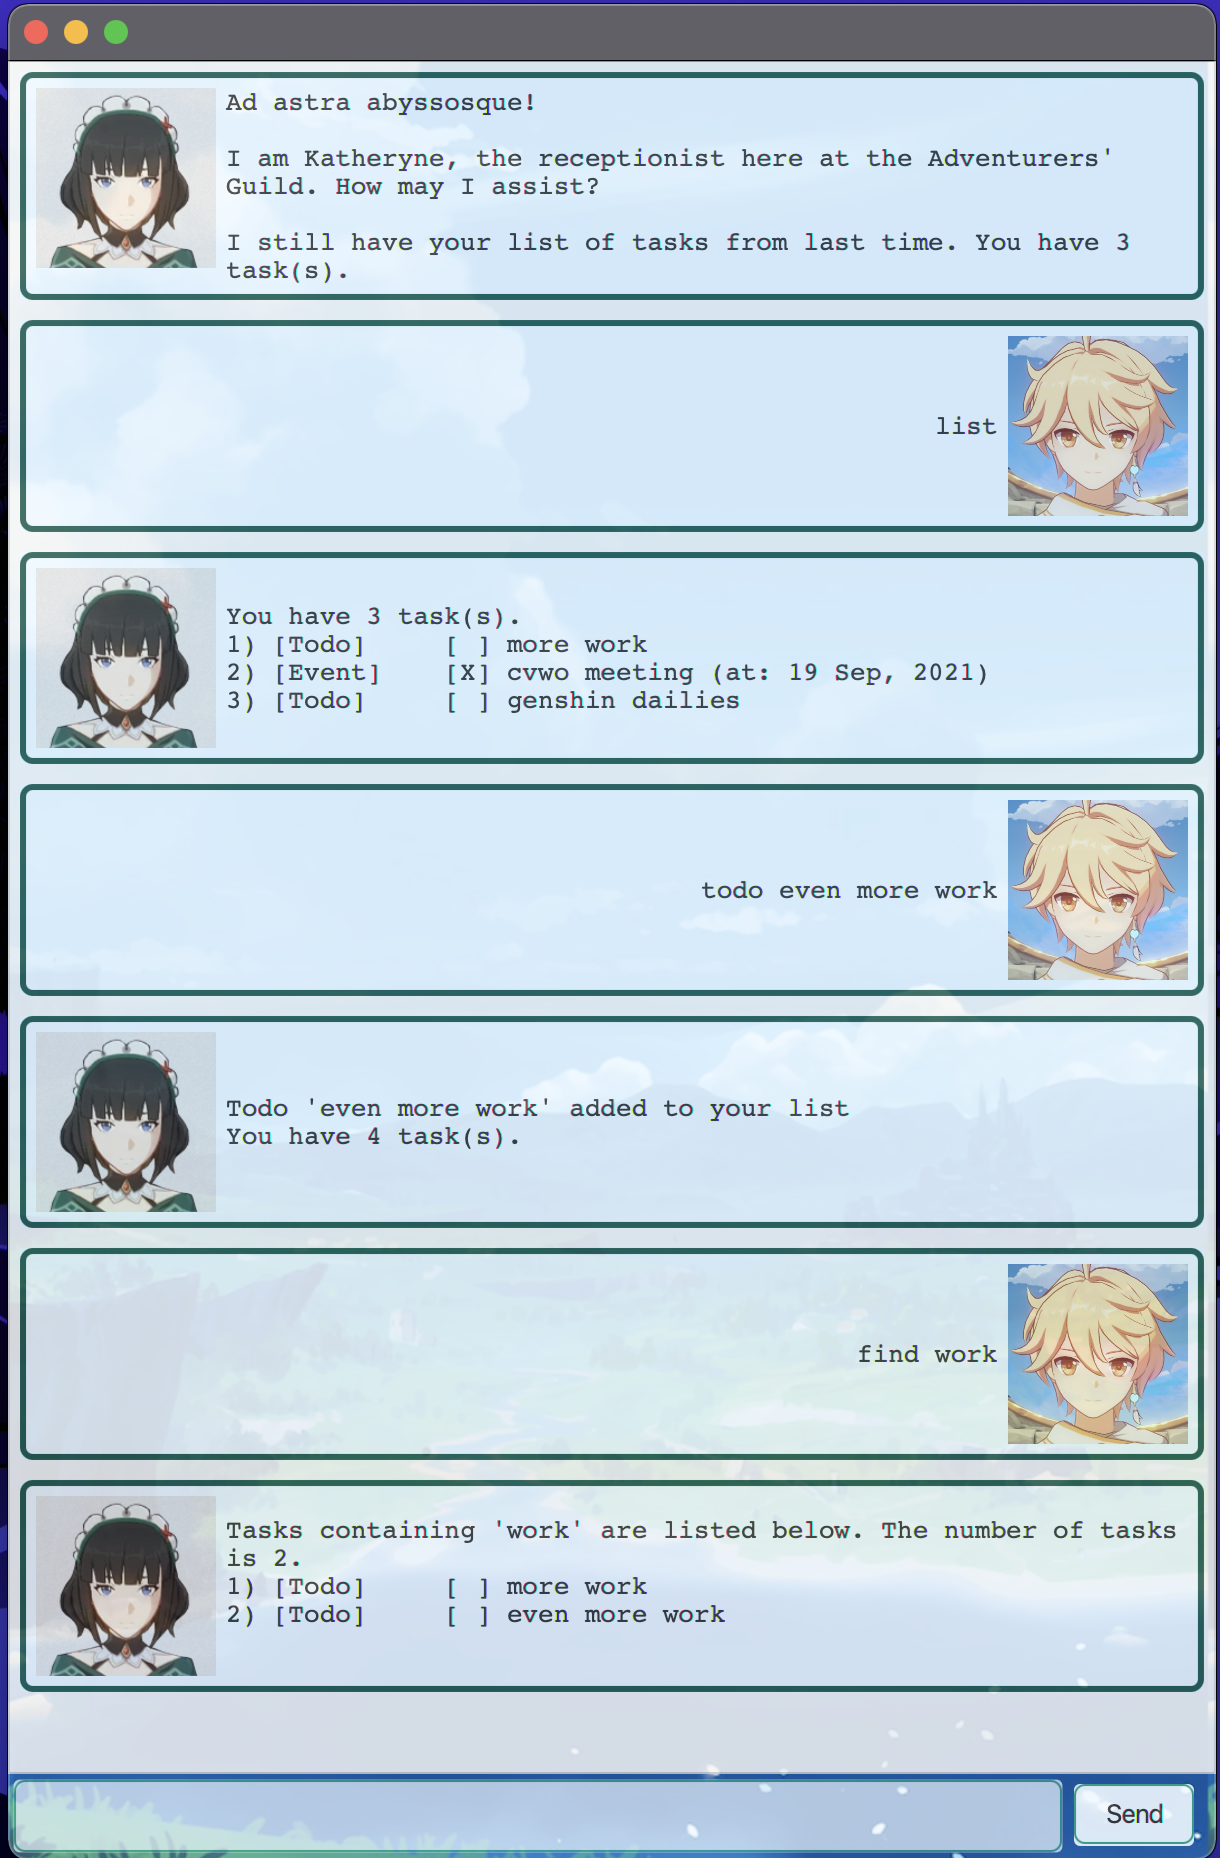 Ad astra abyssosque!
I am Katheryne, the receptionist here at the Adventurers'
Guild. How may I assist?
I still have your list of tasks from last time. You have 3
task(s).
list
You have 3 task(s).
1) [Todo]     [ ] more work
2) [Event]    [X] cvwo meeting (at: 19 Sep, 2021)
3) [Todo]     [ ] genshin dailies
todo even more work
Todo 'even more work' added to your list
You have 4 task(s).
find work
Tasks containing 'work' are listed below. The number of tasks
is 2.
1) [Todo]     [ ] more work
2) [Todo]     [ ] even more work
Send